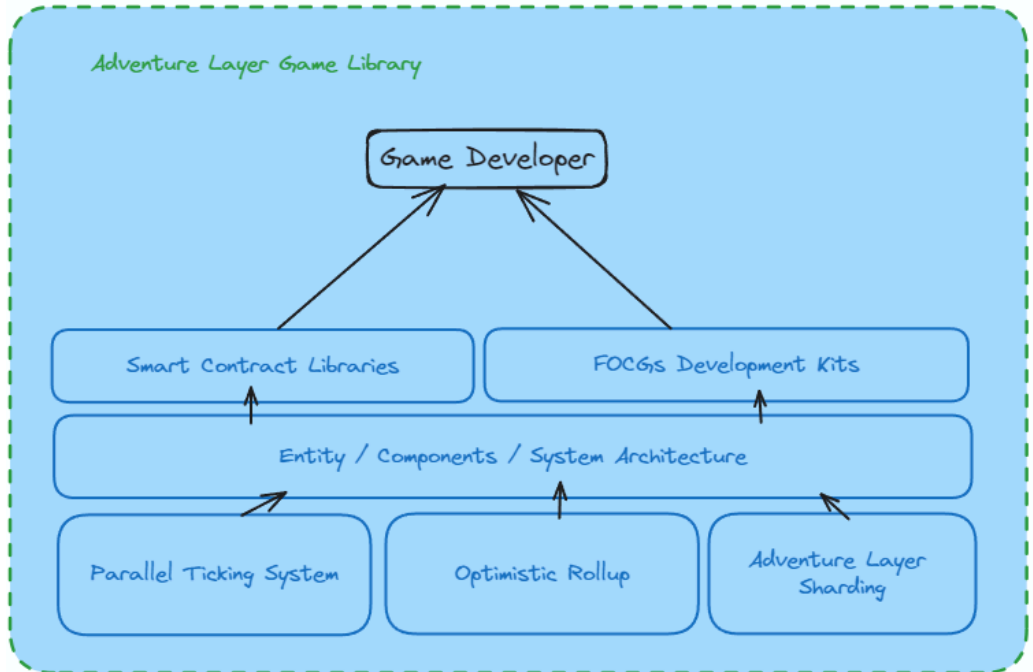 Adventure Layer Game Library
Game Developer
Smart Contract Libraries
FOCGs Development Kits
Entity / Components / System Architecture
Parallel Ticking System
Optimistic Rollup
Adventure Layer
Sharding